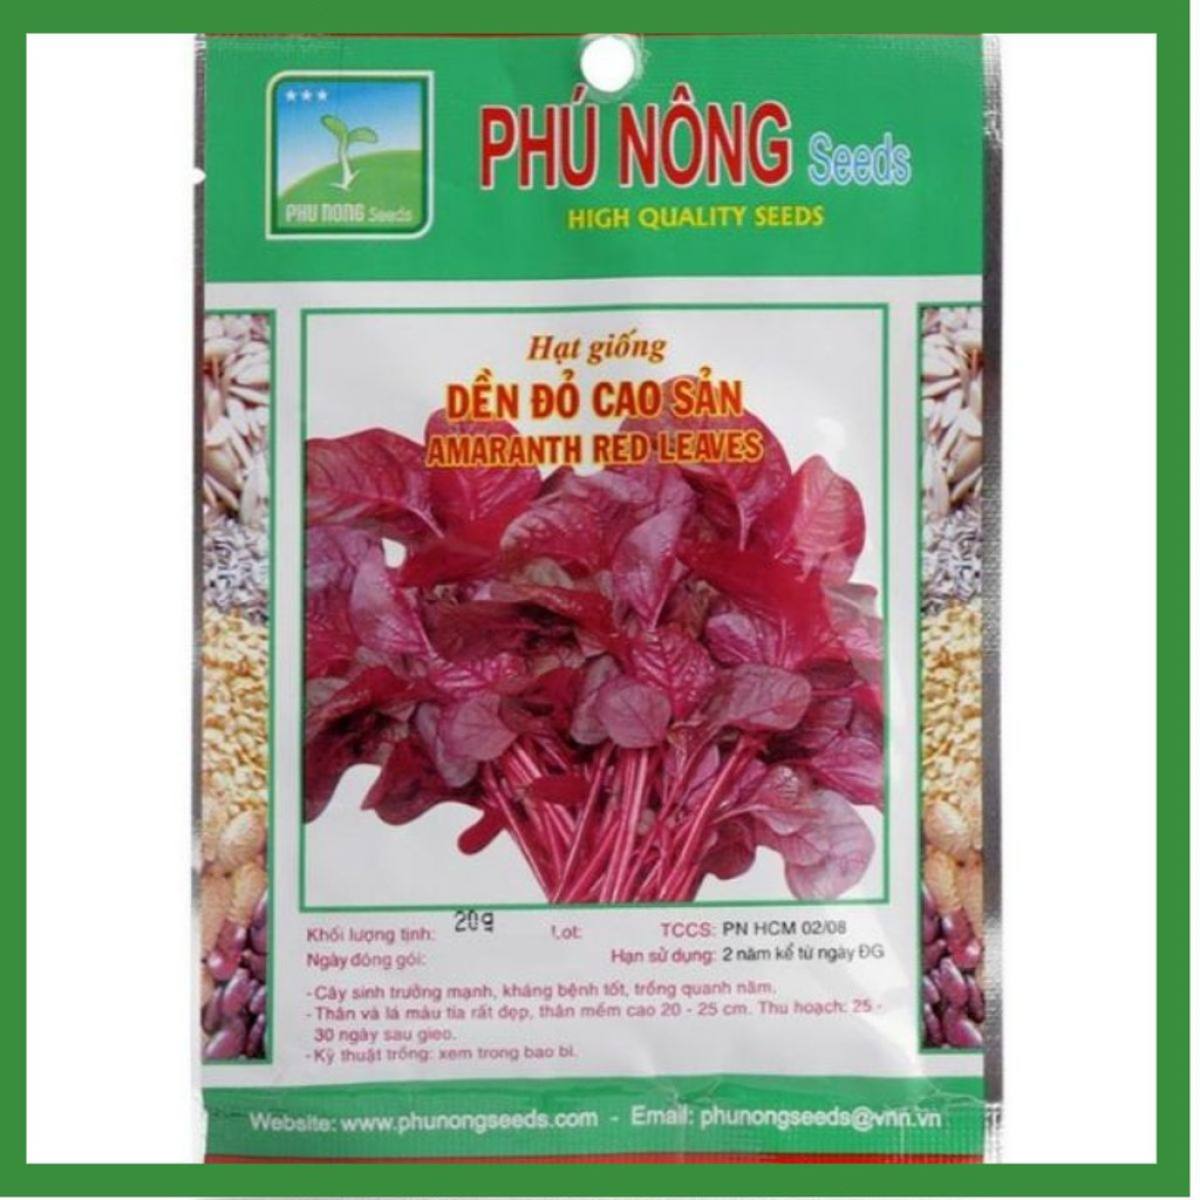 PHU NONG Seeds
PHÚ NÔNG Seeds
HIGH QUALITY SEEDS
Hạt giống
DỀN ĐỎ CAO SẢN
AMARANTH RED LEAVES
Khối lượng tịnh: 20g Lot: TCCS: PN HCM 02/08
Ngày đóng gói: Hạn sử dụng: 2 năm kể từ ngày ĐG
- Cây sinh trưởng mạnh, kháng bệnh tốt, trồng quanh năm.
- Thân và lá màu tía rất đẹp, thân mềm cao 20 - 25 cm. Thu hoạch: 25 -
30 ngày sau gieo.
- Kỹ thuật trồng: xem trong bao bì.
Website: www.phunongseeds.com - Email: phunongseeds@vnn.vn